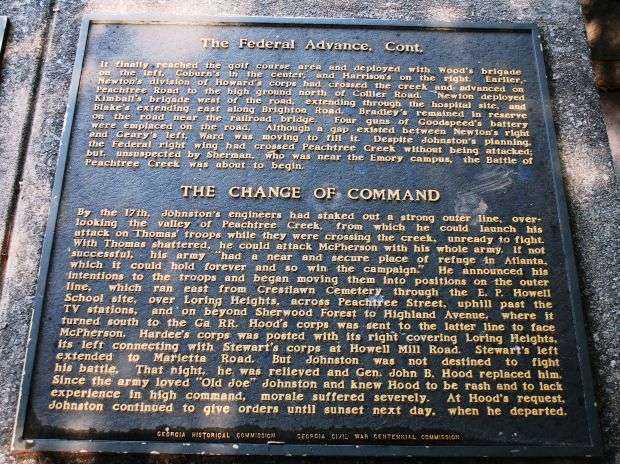 The Federal Advance, Cont.
It finally reached the golf course area and deployed with Wood's brigade
on the left, Coburn's in the center, and Harrison's on the right. Earlier,
Newton's division of Howard's corps had crossed the creek and advanced on
Peachtree Road to the high ground north of Collier Road. Newton deployed
Kimball's brigade west of the road, extending through the hospital site, and
Blake's extending east along Brighton Road. Bradley's remained in reserve
on the road near the railroad bridge. Four guns of Goodspeed's battery
were emplaced on the road. Although a gap existed between Newton's right
and Geary's left, Ward was moving to fill it. Despite Johnston's planning,
the Federal right wing had crossed Peachtree Creek without being attacked;
but, unsuspected by Sherman, who was near the Emory campus, the Battle of
Peachtree Creek was about to begin.
THE CHANGE OF COMMAND
By the 17th, Johnston's engineers had staked out a strong outer line, over-
looking the valley of Peachtree Creek, from which he could launch his
attack on Thomas' troops while they were crossing the creek, unready to fight.
With Thomas shattered, he could attack McPherson with his whole army. If not
successful, his army "had a near and secure place of refuge in Atlanta,
which it could hold forever and so win the campaign." He announced his
intentions to the troops and began moving them into positions on the outer
line, which ran east from Crestlawn Cemetery through the E. P. Howell
School site, over Loring Heights, across Peachtree Street, uphill past the
TV stations, and on beyond Sherwood Forest to Highland Avenue, where it
turned south to the Ga RR. Hood's corps was sent to the latter line to face
McPherson. Hardee's corps was posted with its right covering Loring Heights,
its left connecting with Stewart's corps at Howell Mill Road. Stewart's left
extended to Marietta Road. But Johnston was not destined to fight
his battle. That night, he was relieved and Gen. John B. Hood replaced him.
Since the army loved "Old Joe" Johnston and knew Hood to be rash and to lack
experience in high command, morale suffered severely. At Hood's request,
Johnston continued to give orders until sunset next day, when he departed.
GEORGIA HISTORICAL COMMISSION GEORGIA CIVIL WAR CENTENNIAL COMMISSION